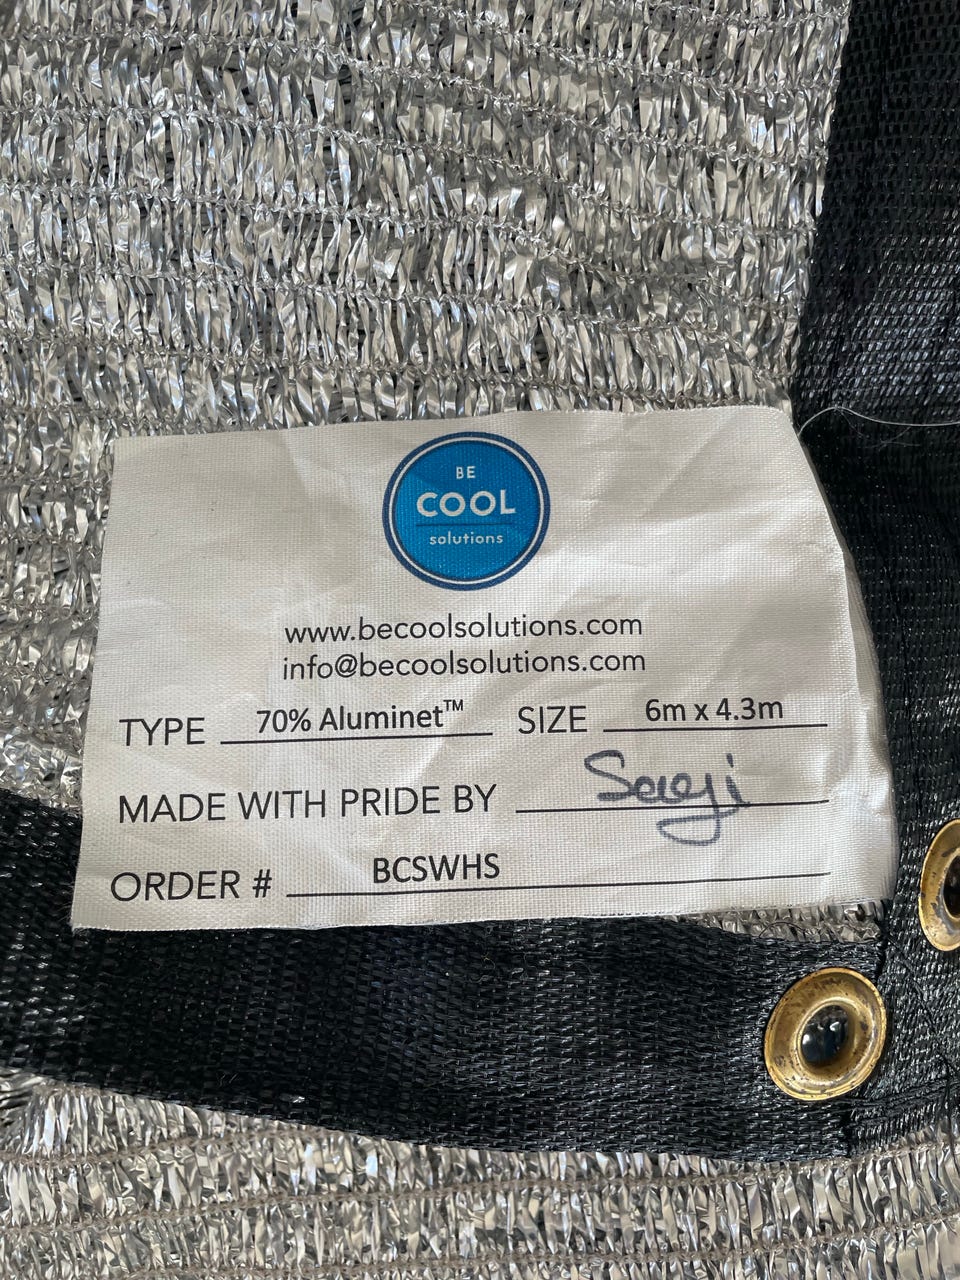 BE
COOL
solutions
www.becoolsolutions.com
info@becoolsolutions.com
TYPE 70% Aluminet™ SIZE 6m x 4.3m
MADE WITH PRIDE BY
ORDER # BCSWHS